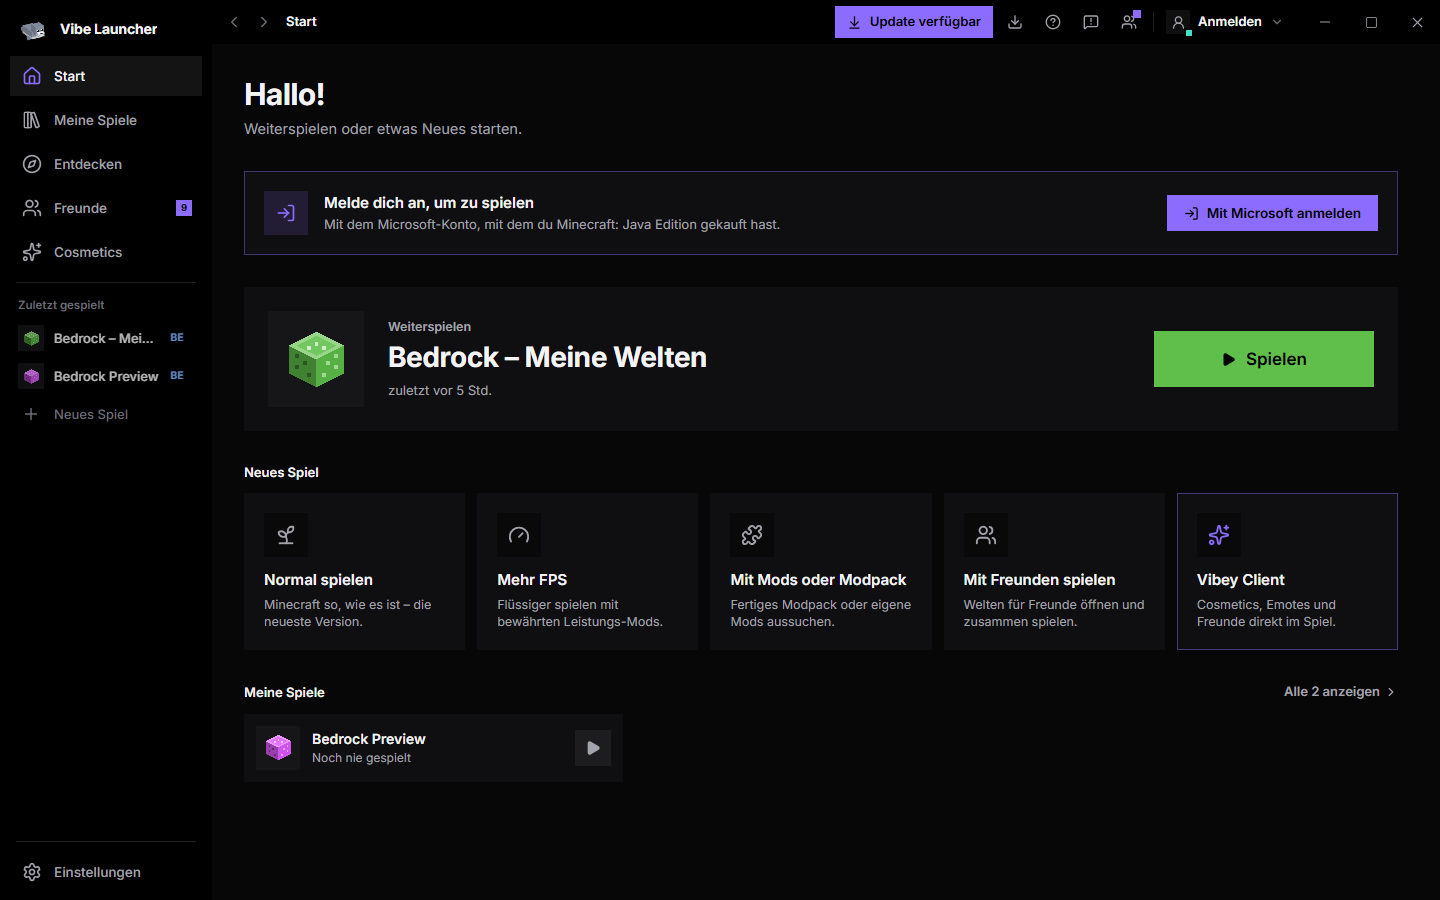 Vibe Launcher
Start
Update verfügbar
Anmelden
Start
Meine Spiele
Entdecken
Freunde
9
Cosmetics
Zuletzt gespielt
Bedrock – Mei...
BE
Bedrock Preview
BE
Neues Spiel
Einstellungen
Hallo!
Weiterspielen oder etwas Neues starten.
Melde dich an, um zu spielen
Mit dem Microsoft-Konto, mit dem du Minecraft: Java Edition gekauft hast.
Mit Microsoft anmelden
Weiterspielen
Bedrock – Meine Welten
zuletzt vor 5 Std.
Spielen
Neues Spiel
Normal spielen
Minecraft so, wie es ist – die
neueste Version.
Mehr FPS
Flüssiger spielen mit
bewährten Leistungs-Mods.
Mit Mods oder Modpack
Fertiges Modpack oder eigene
Mods aussuchen.
Mit Freunden spielen
Welten für Freunde öffnen und
zusammen spielen.
Vibey Client
Cosmetics, Emotes und
Freunde direkt im Spiel.
Meine Spiele
Alle 2 anzeigen
Bedrock Preview
Noch nie gespielt